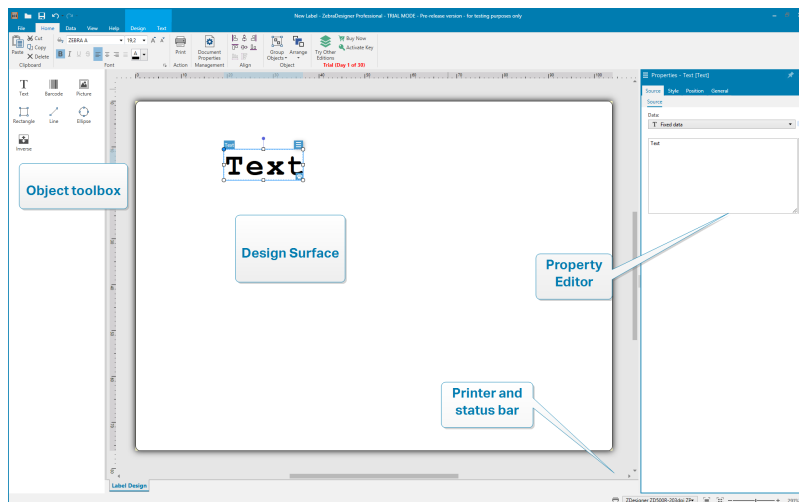 New Label - ZebraDesigner Professional - TRIAL MODE - Pre-release version - for testing purposes only
File Home Data View Help Design Text
Paste
Cut
Copy
Delete
Clipboard
ZEBRA A 19,2
B I U
Font
Print
Action
Document
Properties
Management
Align
Group
Objects
Arrange
Object
Try Other
Editions
Buy Now
Activate Key
Trial (Day 1 of 39)
Text Barcode Picture
Rectangle Line Ellipse
Inverse
Object toolbox
Text
Text
Design Surface
Property
Editor
Printer and
status bar
Label Design
Properties - Text [Text]
Source Style Position General
Source
Data:
T Fixed data
Text